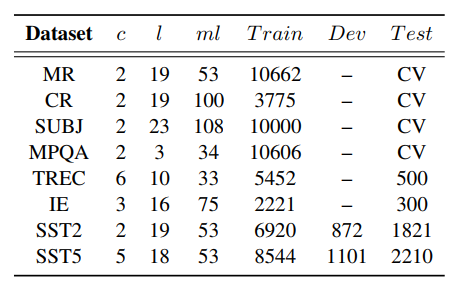 Dataset c l ml Train Dev Test
MR 2 19 53 10662 – CV
CR 2 19 100 3775 – CV
SUBJ 2 23 108 10000 – CV
MPQA 2 3 34 10606 – CV
TREC 6 10 33 5452 – 500
IE 3 16 75 2221 – 300
SST2 2 19 53 6920 872 1821
SST5 5 18 53 8544 1101 2210